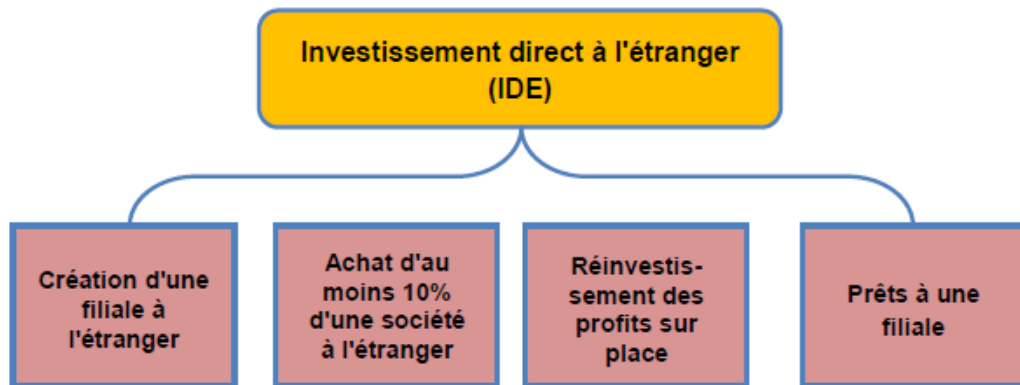 Investissement direct à l'étranger
(IDE)
Création d'une
filiale à
l'étranger
Achat d'au
moins 10%
d'une société
à l'étranger
Réinvestis-
sement des
profits sur
place
Prêts à une
filiale